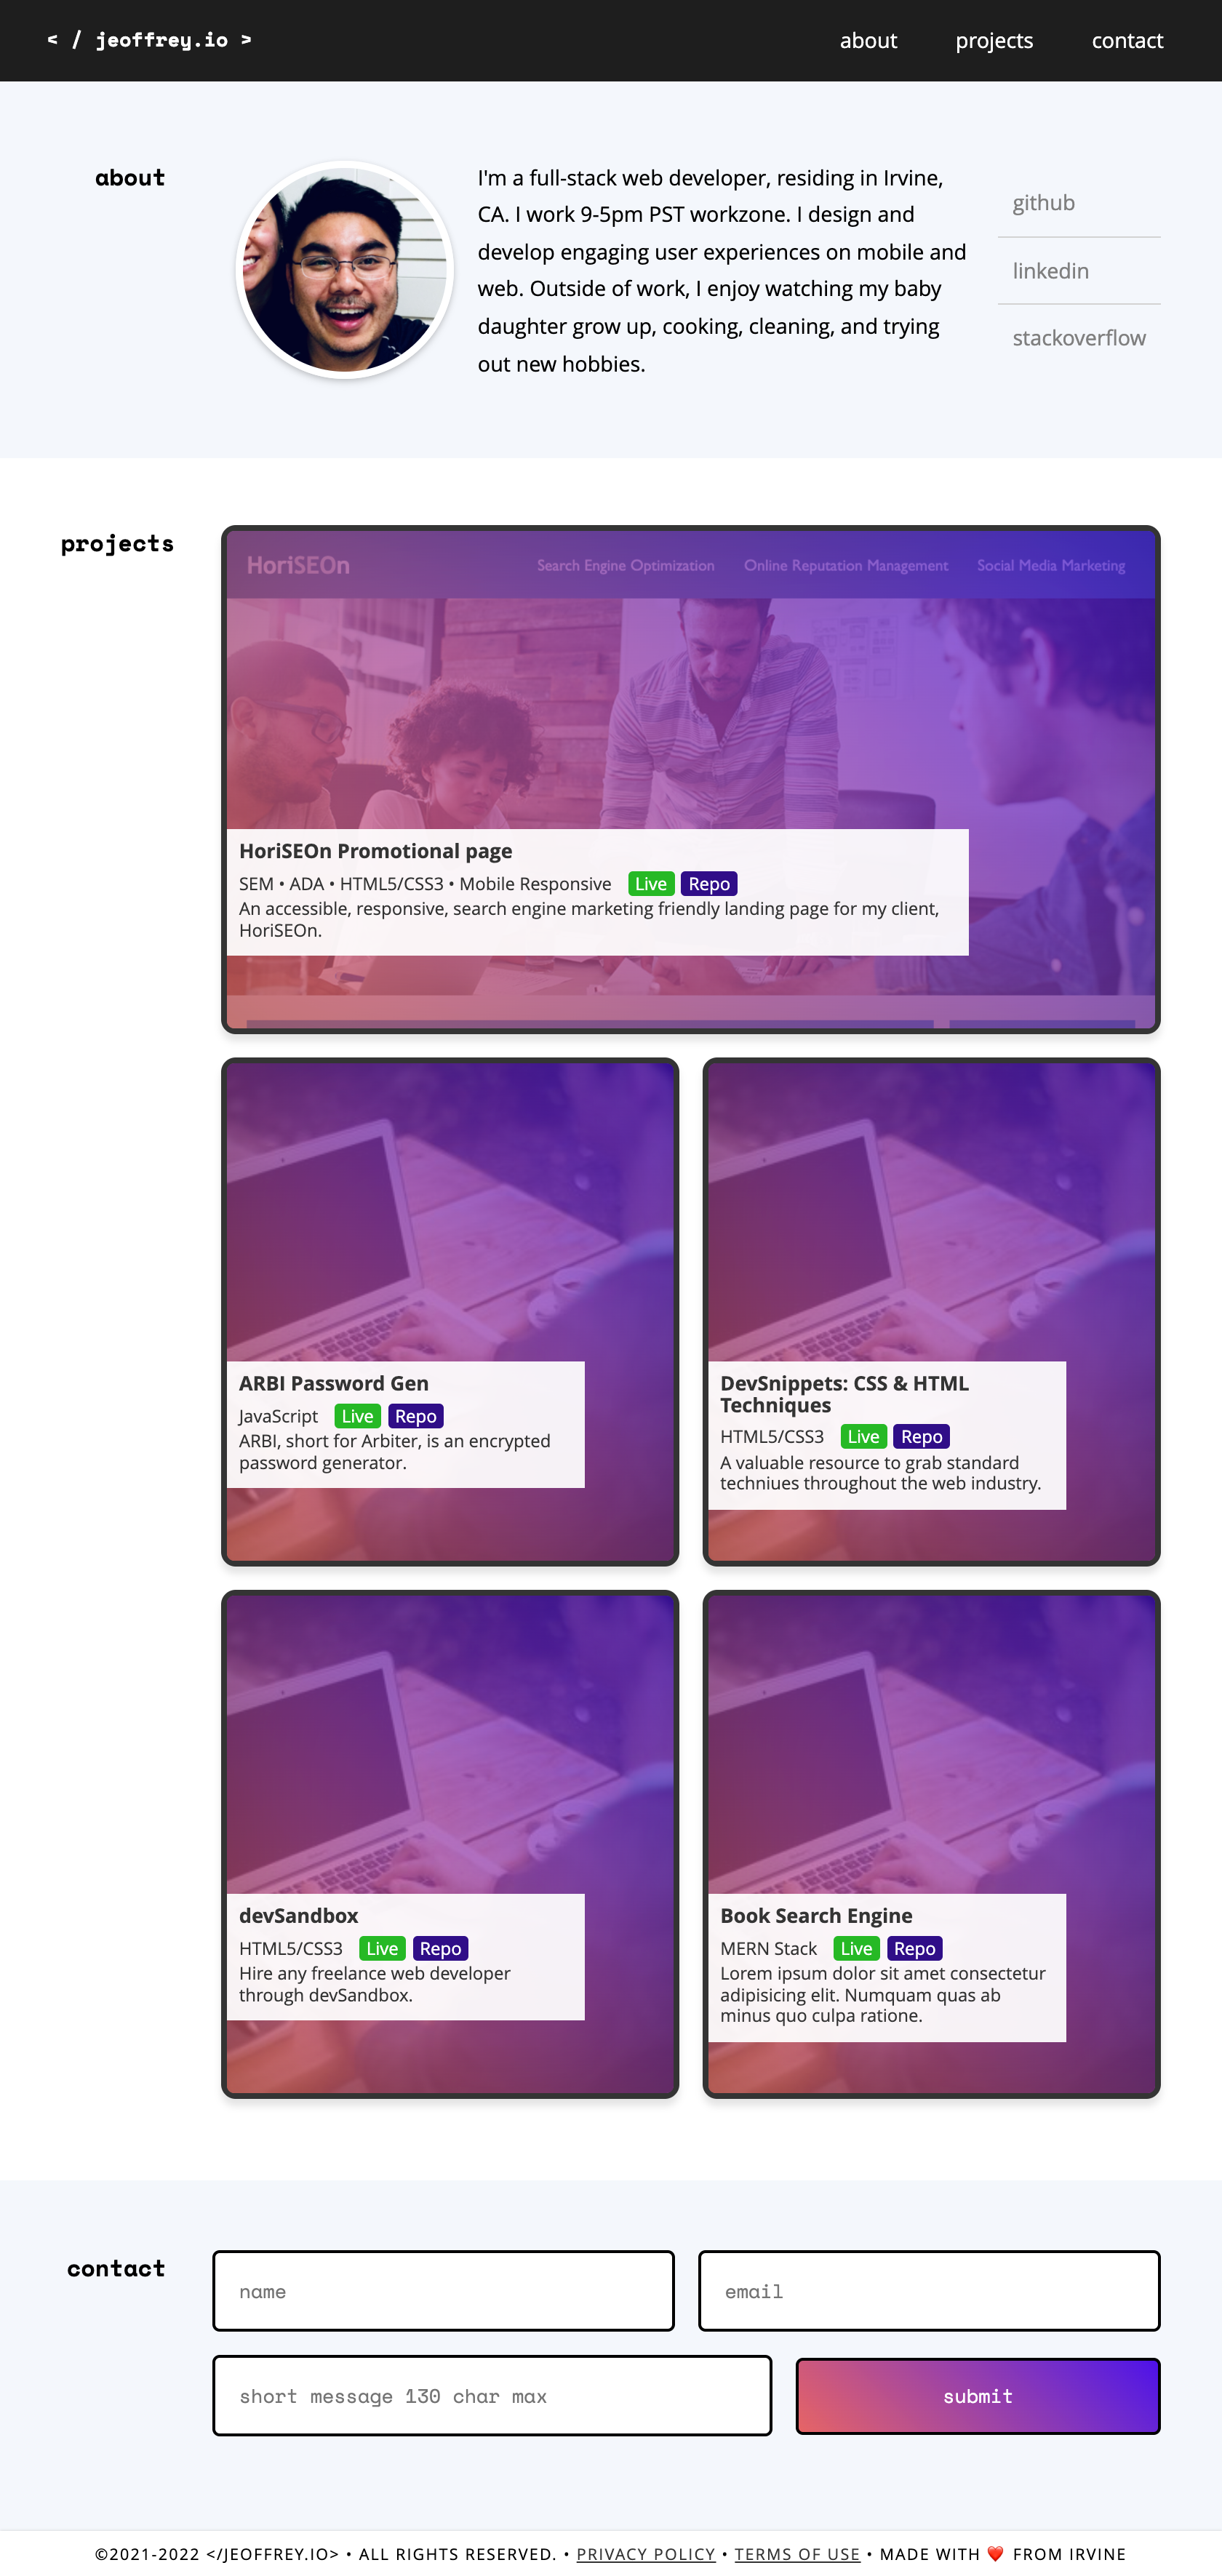 < / jeoffrey.io >
about projects contact
about
I'm a full-stack web developer, residing in Irvine,
CA. I work 9-5pm PST workzone. I design and
develop engaging user experiences on mobile and
web. Outside of work, I enjoy watching my baby
daughter grow up, cooking, cleaning, and trying
out new hobbies.
github
linkedin
stackoverflow
projects
HoriSEOn
Search Engine Optimization Online Reputation Management Social Media Marketing
HoriSEOn Promotional page
SEM • ADA • HTML5/CSS3 • Mobile Responsive Live Repo
An accessible, responsive, search engine marketing friendly landing page for my client,
HoriSEOn.
ARBI Password Gen
JavaScript Live Repo
ARBI, short for Arbiter, is an encrypted
password generator.
DevSnippets: CSS & HTML
Techniques
HTML5/CSS3 Live Repo
A valuable resource to grab standard
techniues throughout the web industry.
devSandbox
HTML5/CSS3 Live Repo
Hire any freelance web developer
through devSandbox.
Book Search Engine
MERN Stack Live Repo
Lorem ipsum dolor sit amet consectetur
adipisicing elit. Numquam quas ab
minus quo culpa ratione.
contact
name
email
short message 130 char max
submit
©2021-2022 </JEOFFREY.IO> • ALL RIGHTS RESERVED. • PRIVACY POLICY • TERMS OF USE • MADE WITH ❤️ FROM IRVINE